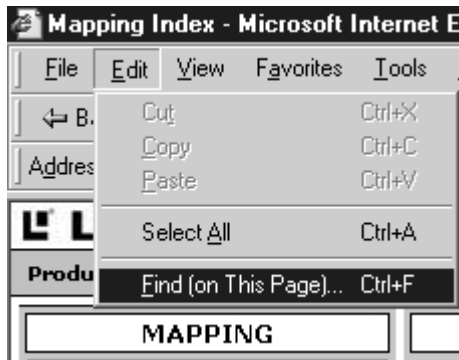 Mapping Index - Microsoft Internet E
File Edit View Favorites Tools
B
Cut Ctrl+X
Addres
Copy Ctrl+C
Paste Ctrl+V
L
Select All Ctrl+A
Produ
Find (on This Page)... Ctrl+F
MAPPING